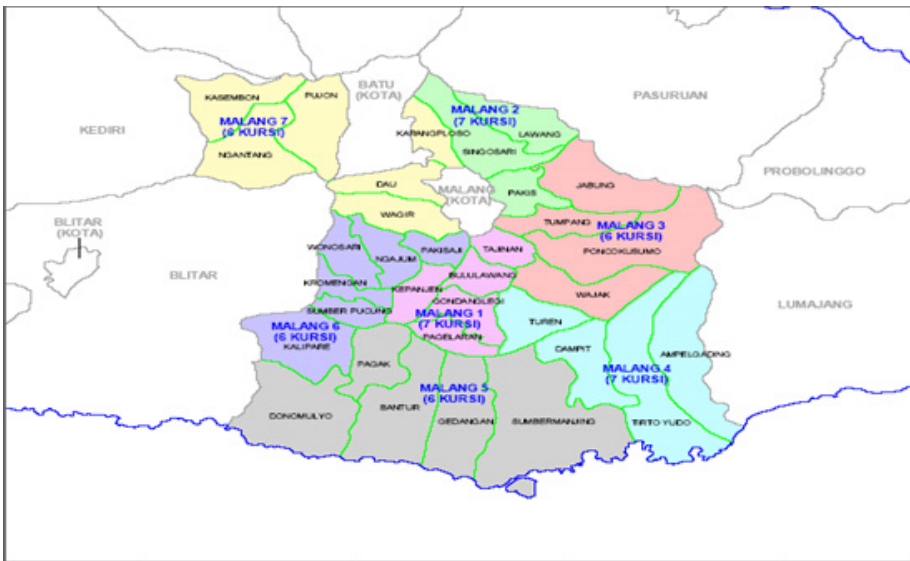 KASEMBON
PUJON
BATU
(KOTA)
MALANG 7
(6 KURSI)
NGANTANG
KEDIRI
MALANG 2
(7 KURSI)
PASURUAN
KARANGPLOSO
LAWANG
SINGOSARI
PROBOLINGGO
DAU
MALANG
(KOTA)
PAKIS
JABUNG
WAGIR
TUMPANG
MALANG 3
(6 KURSI)
BLITAR
(KOTA)
WONOSARI
NGAJUM
PAKISAJI
TAJINAN
PONCOKUSUMO
BLITAR
KROMENGAN
KEPANJEN
BULULAWANG
WAJAK
GONDANGLEGI
SUMBER PUCUNG
LUMAJANG
MALANG 6
(6 KURSI)
KALIPARE
MALANG 1
(7 KURSI)
PAGELARAN
TUREN
DAMPIT
AMPELGADING
PAGAK
MALANG 4
(7 KURSI)
MALANG 5
(6 KURSI)
DONOMULYO
BANTUR
GEDANGAN
SUMBERMANJING
TIRTO YUDO